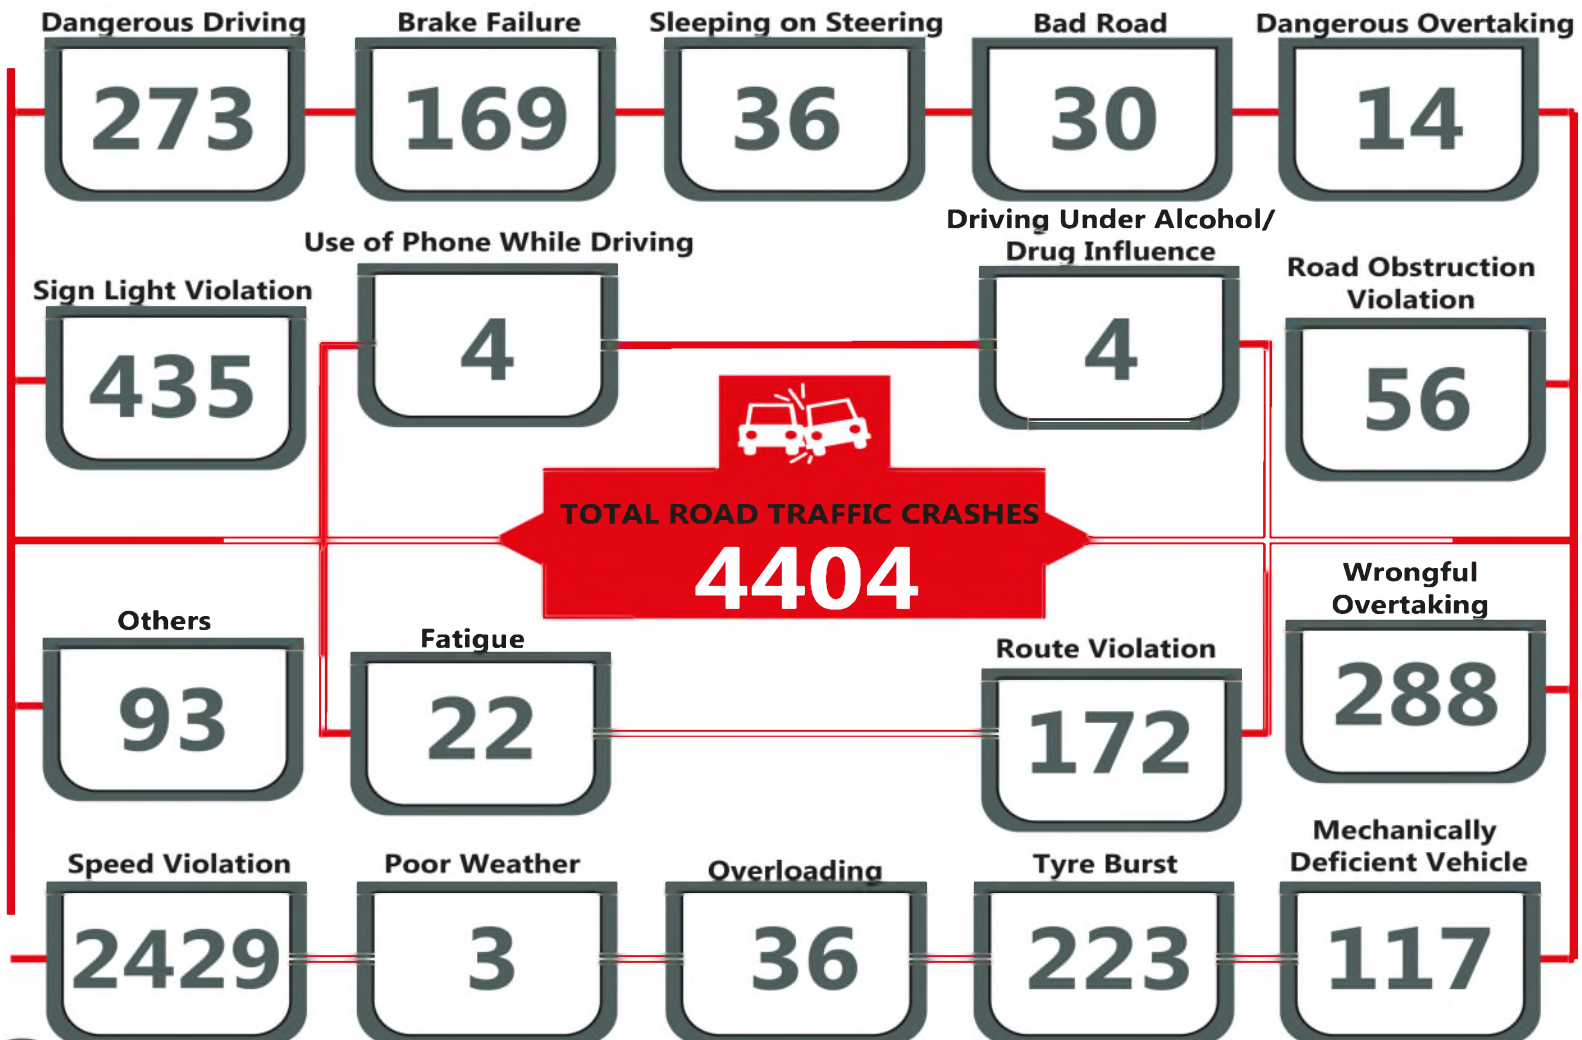 Dangerous Driving
273
Brake Failure
169
Sleeping on Steering
36
Bad Road
30
Dangerous Overtaking
14
Sign Light Violation
435
Use of Phone While Driving
4
Driving Under Alcohol/
Drug Influence
4
Road Obstruction
Violation
56
TOTAL ROAD TRAFFIC CRASHES
4404
Others
93
Fatigue
22
Route Violation
172
Wrongful
Overtaking
288
Speed Violation
2429
Poor Weather
3
Overloading
36
Tyre Burst
223
Mechanically
Deficient Vehicle
117